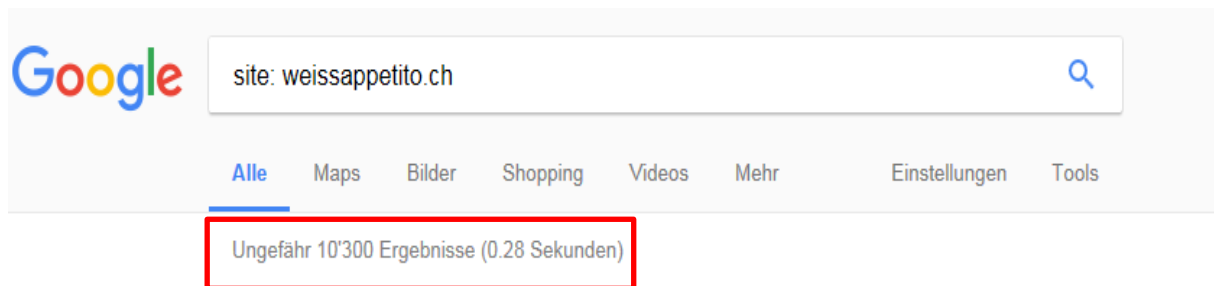 Google site: weissappetito.ch
Alle Maps Bilder Shopping Videos Mehr Einstellungen Tools
Ungefähr 10'300 Ergebnisse (0.28 Sekunden)